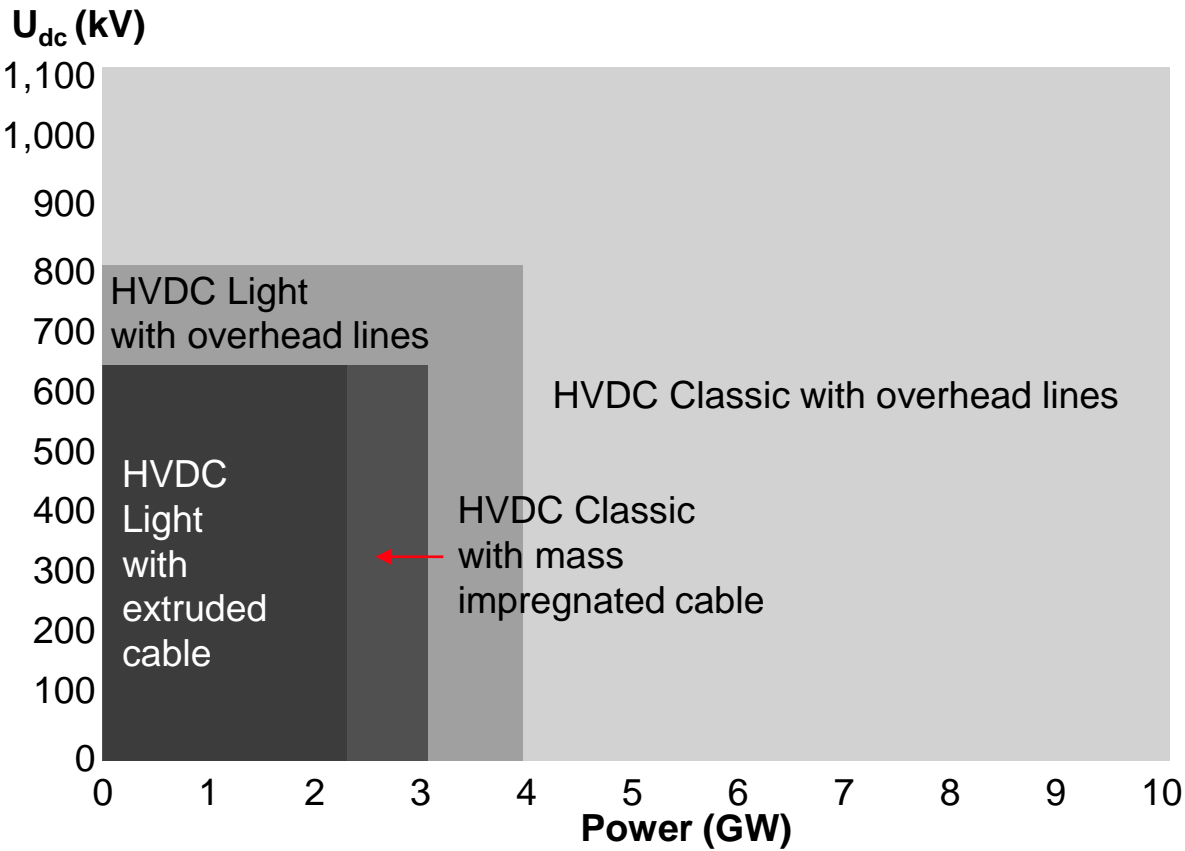 U_dc (kV)
1,100
1,000
900
800
700
600
500
400
300
200
100
0
HVDC Light
with overhead lines
HVDC Classic with overhead lines
HVDC
Light
with
extruded
cable
HVDC Classic
with mass
impregnated cable
0 1 2 3 4 5 6 7 8 9 10
Power (GW)